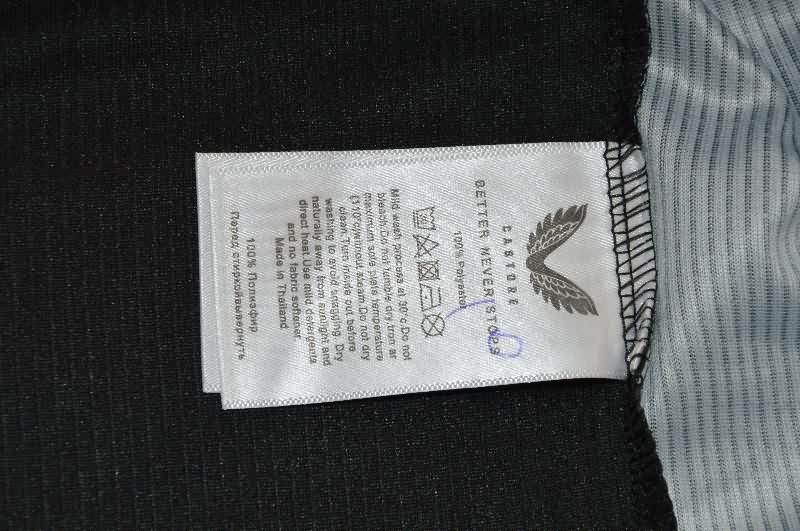 CASTORE
BETTER NEVER STOPS
100% Polyester
Mild wash process at 30°c.Do not
bleach.Do not tumble dry.Iron ar
maximum sole plate temperature
(110°c)without steam.Do not dry
clean.Turn inside out before
washing to avoid snagging. Dry
naturally away from sunlight and
direct heat.Use mild detergents
and no fabric softener.
Made in Thailand
100% Полиэфир
Перед стиркойвывернуть